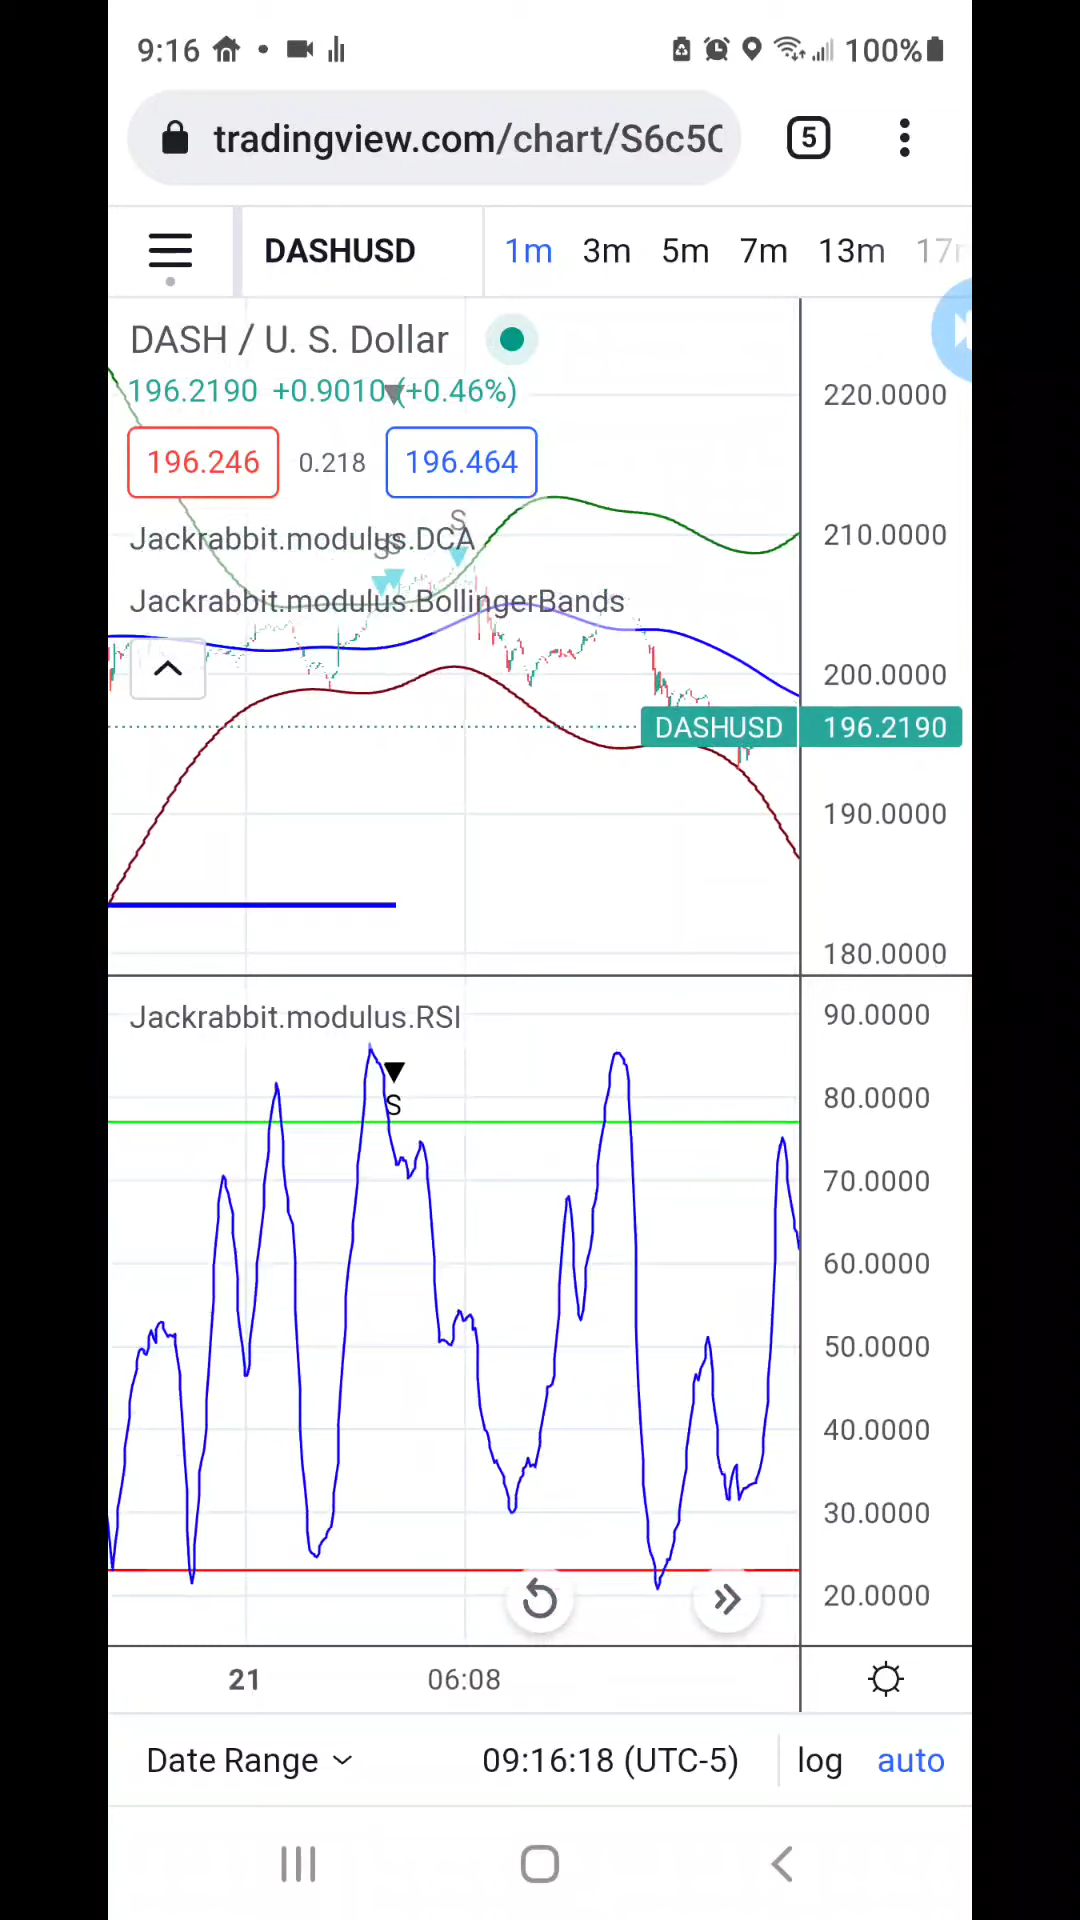 9:16 100%
tradingview.com/chart/S6c5C 5
DASHUSD 1m 3m 5m 7m 13m 17m
DASH / U. S. Dollar
196.2190 +0.9010 (+0.46%)
220.0000
196.246 0.218 196.464
S
Jackrabbit.modulus.DCA
210.0000
SS
Jackrabbit.modulus.BollingerBands
200.0000
DASHUSD 196.2190
190.0000
180.0000
Jackrabbit.modulus.RSI
90.0000
S
80.0000
70.0000
60.0000
50.0000
40.0000
30.0000
20.0000
21 06:08
Date Range 09:16:18 (UTC-5) log auto